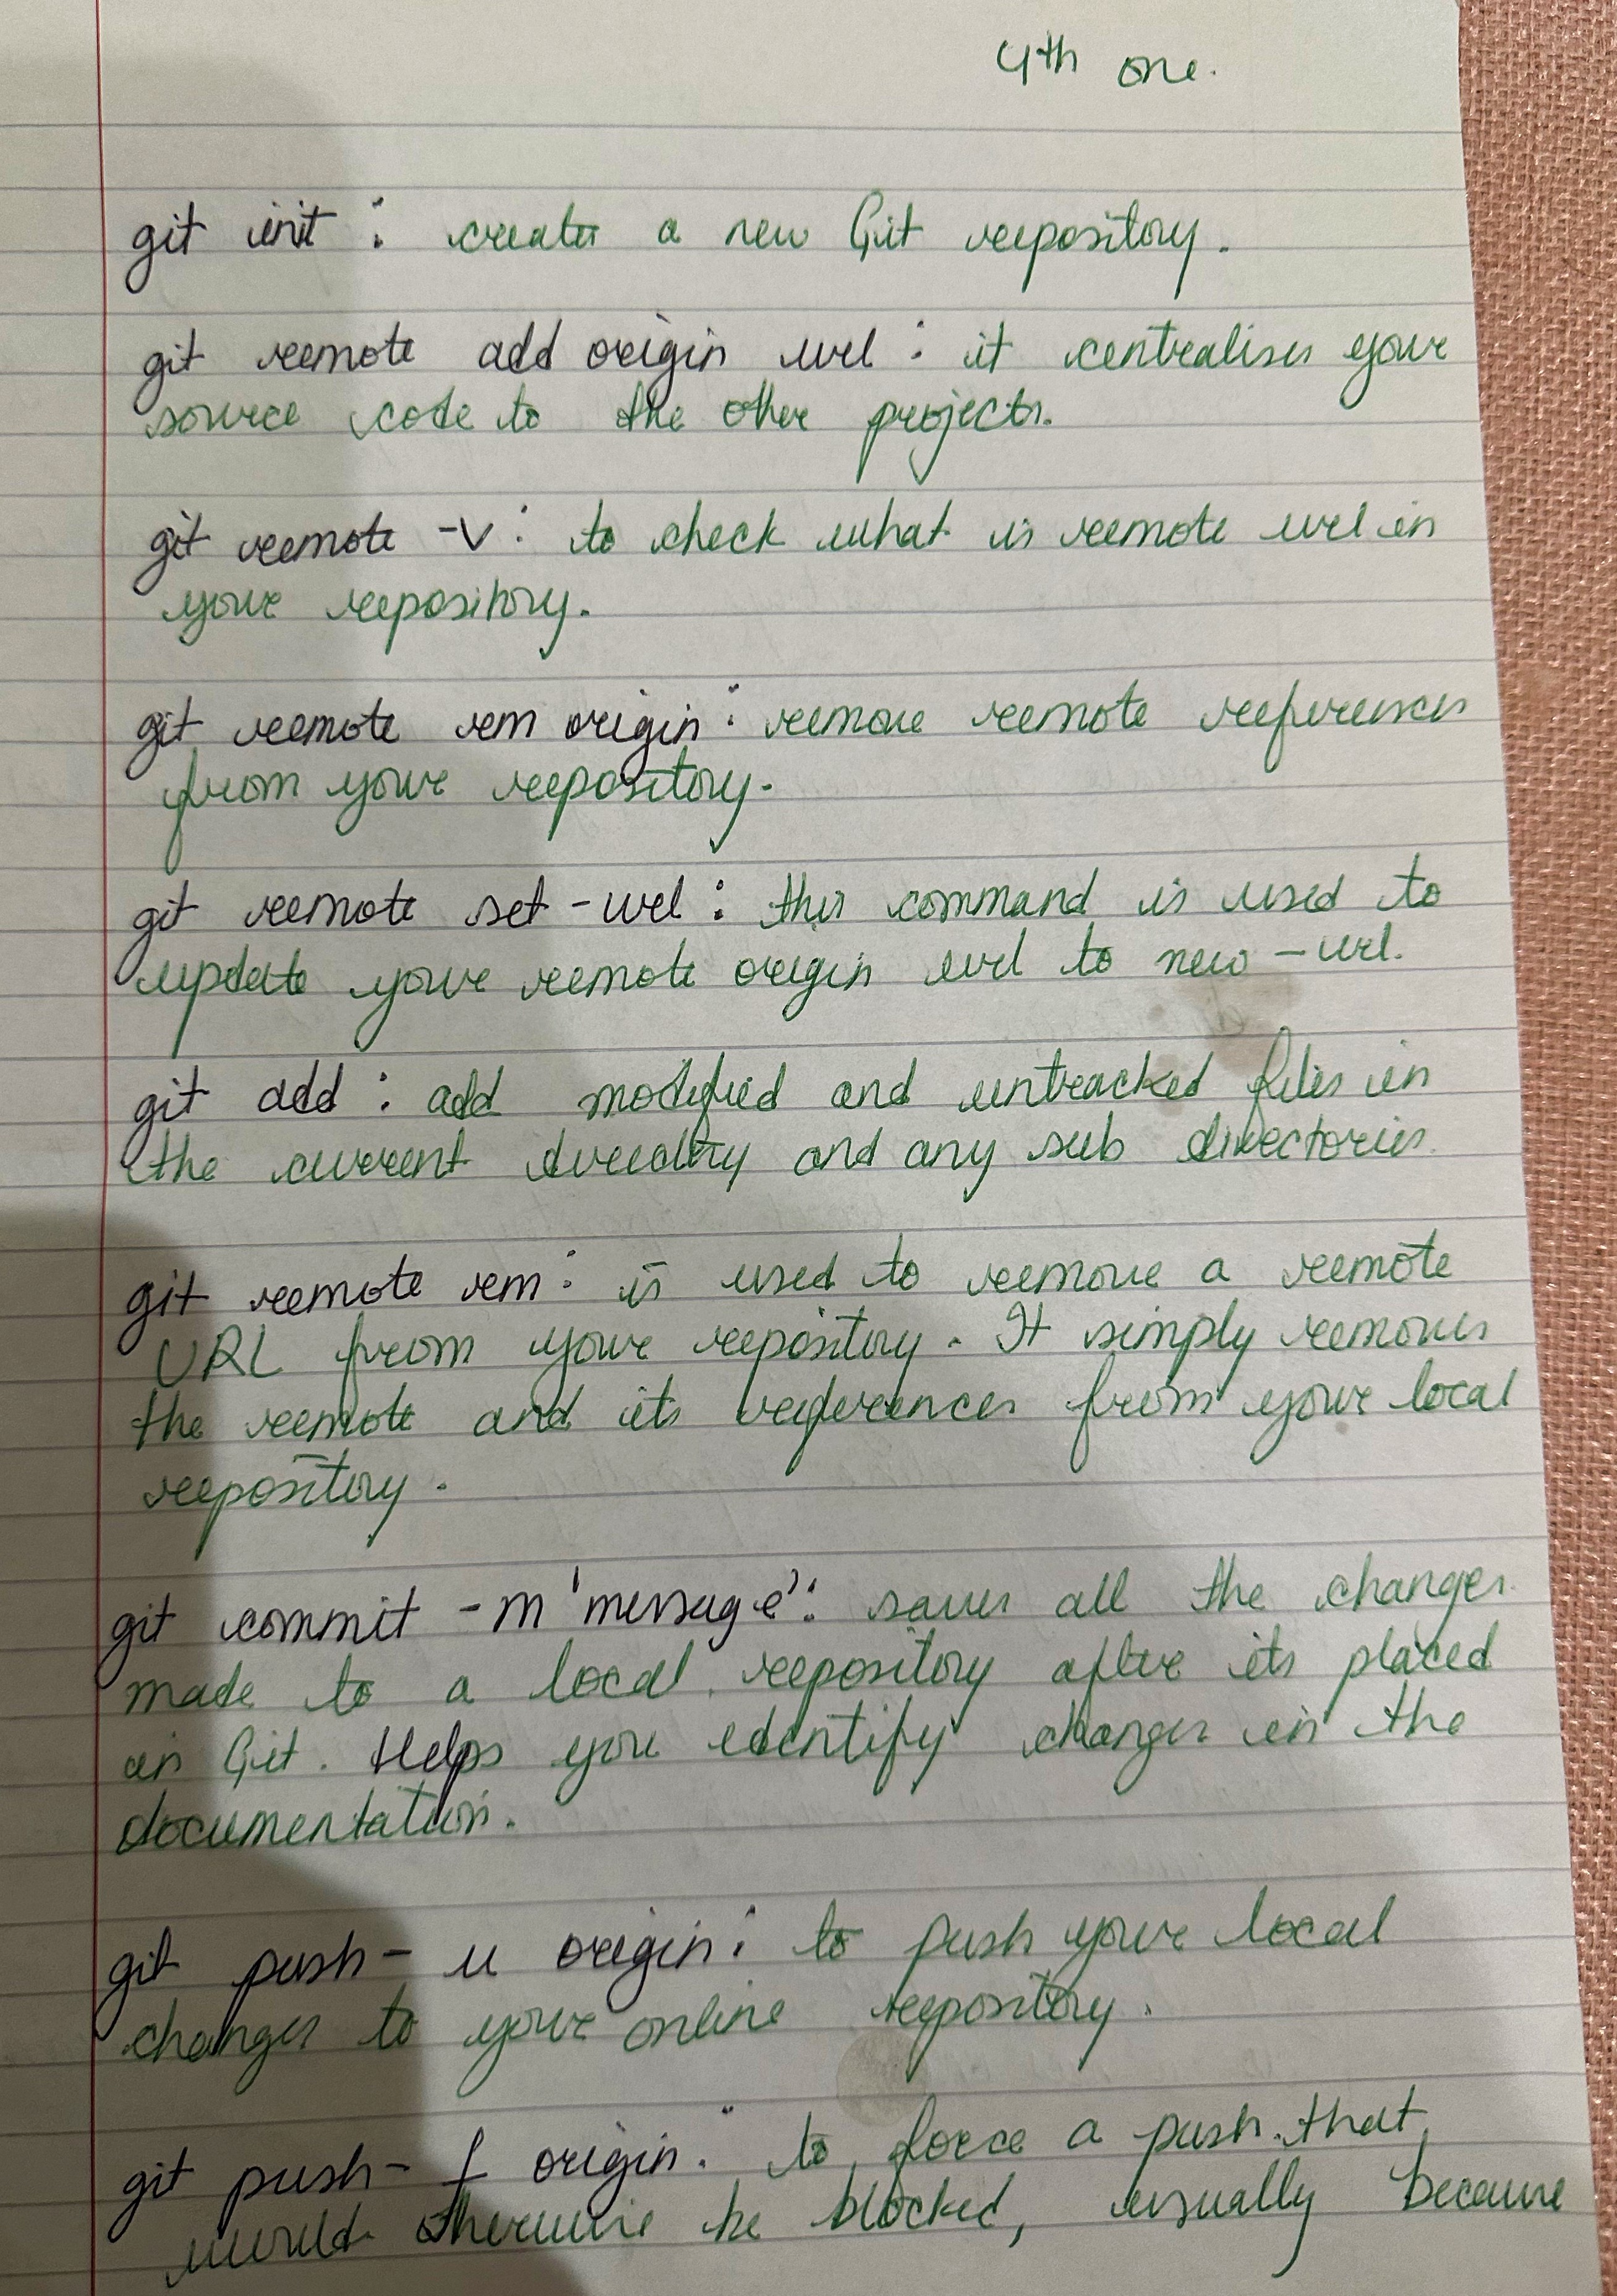 4th one.
git init : creates a new Git repository.
git remote add origin url : it centralises your
source code to the other projects.
git remote -v : to check what is remote url in
your repository.
git remote rm origin : remove remote references
from your repository.
git remote set -url : this command is used to
update your remote origin url to new -url.
git add : add modified and untracked files in
the current directory and any sub directories.
git remote rm : is used to remove a remote
URL from your repository. It simply removes
the remote and its references from your local
repository.
git commit -m 'message' : saves all the changes
made to a local repository after its placed
in Git. Helps you identify changes in the
documentation.
git push - u origin : to push your local
changes to your online repository.
git push - f origin : to force a push that
would otherwise be blocked, usually because